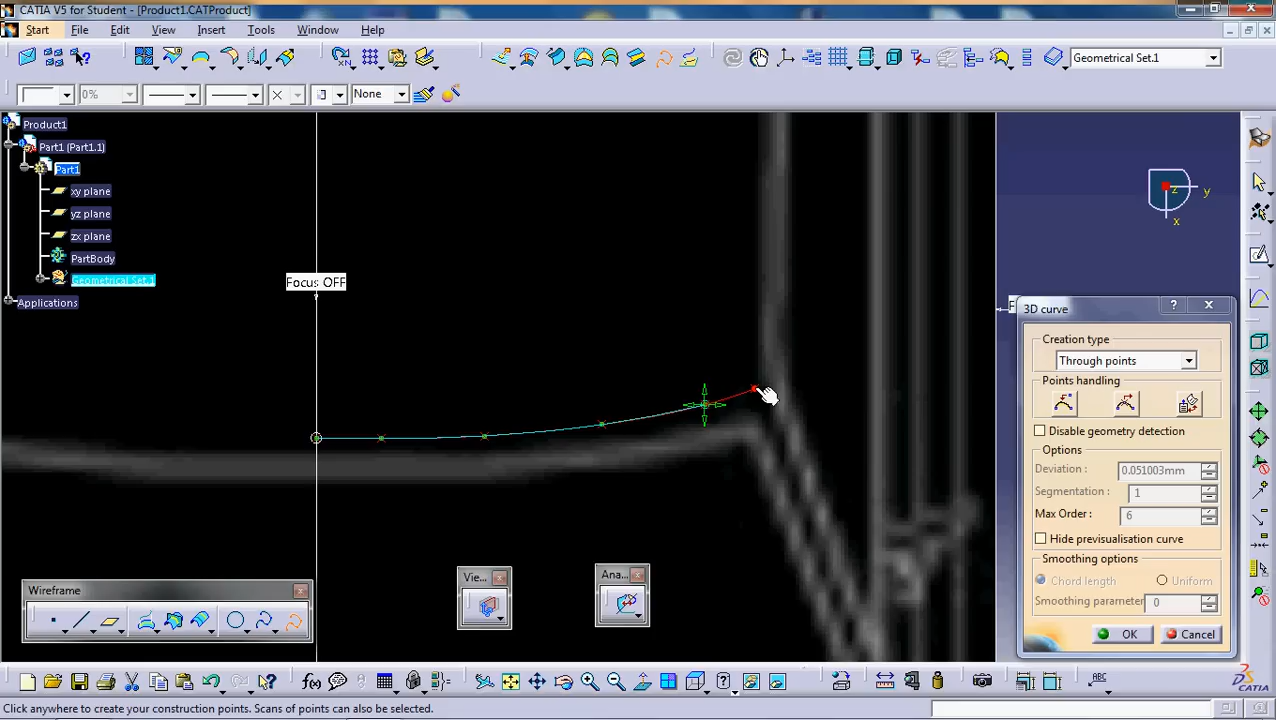 CATIA V5 for Student - [Product1.CATProduct]
Start File Edit View Insert Tools Window Help
Geometrical Set.1
0% None
Product1
Part1 (Part1.1)
Part1
xy plane
yz plane
zx plane
PartBody
Geometrical Set.1
Applications
Focus OFF
z
y
x
F
3D curve ?
Creation type
Through points
Points handling
Disable geometry detection
Options
Deviation : 0.051003mm
Segmentation : 1
Max Order : 6
Hide previsualisation curve
Smoothing options
Chord length Uniform
Smoothing parameter 0
OK Cancel
Wireframe
Vie...
Ana...
f(x)
ABC
CATIA
Click anywhere to create your construction points. Scans of points can also be selected.